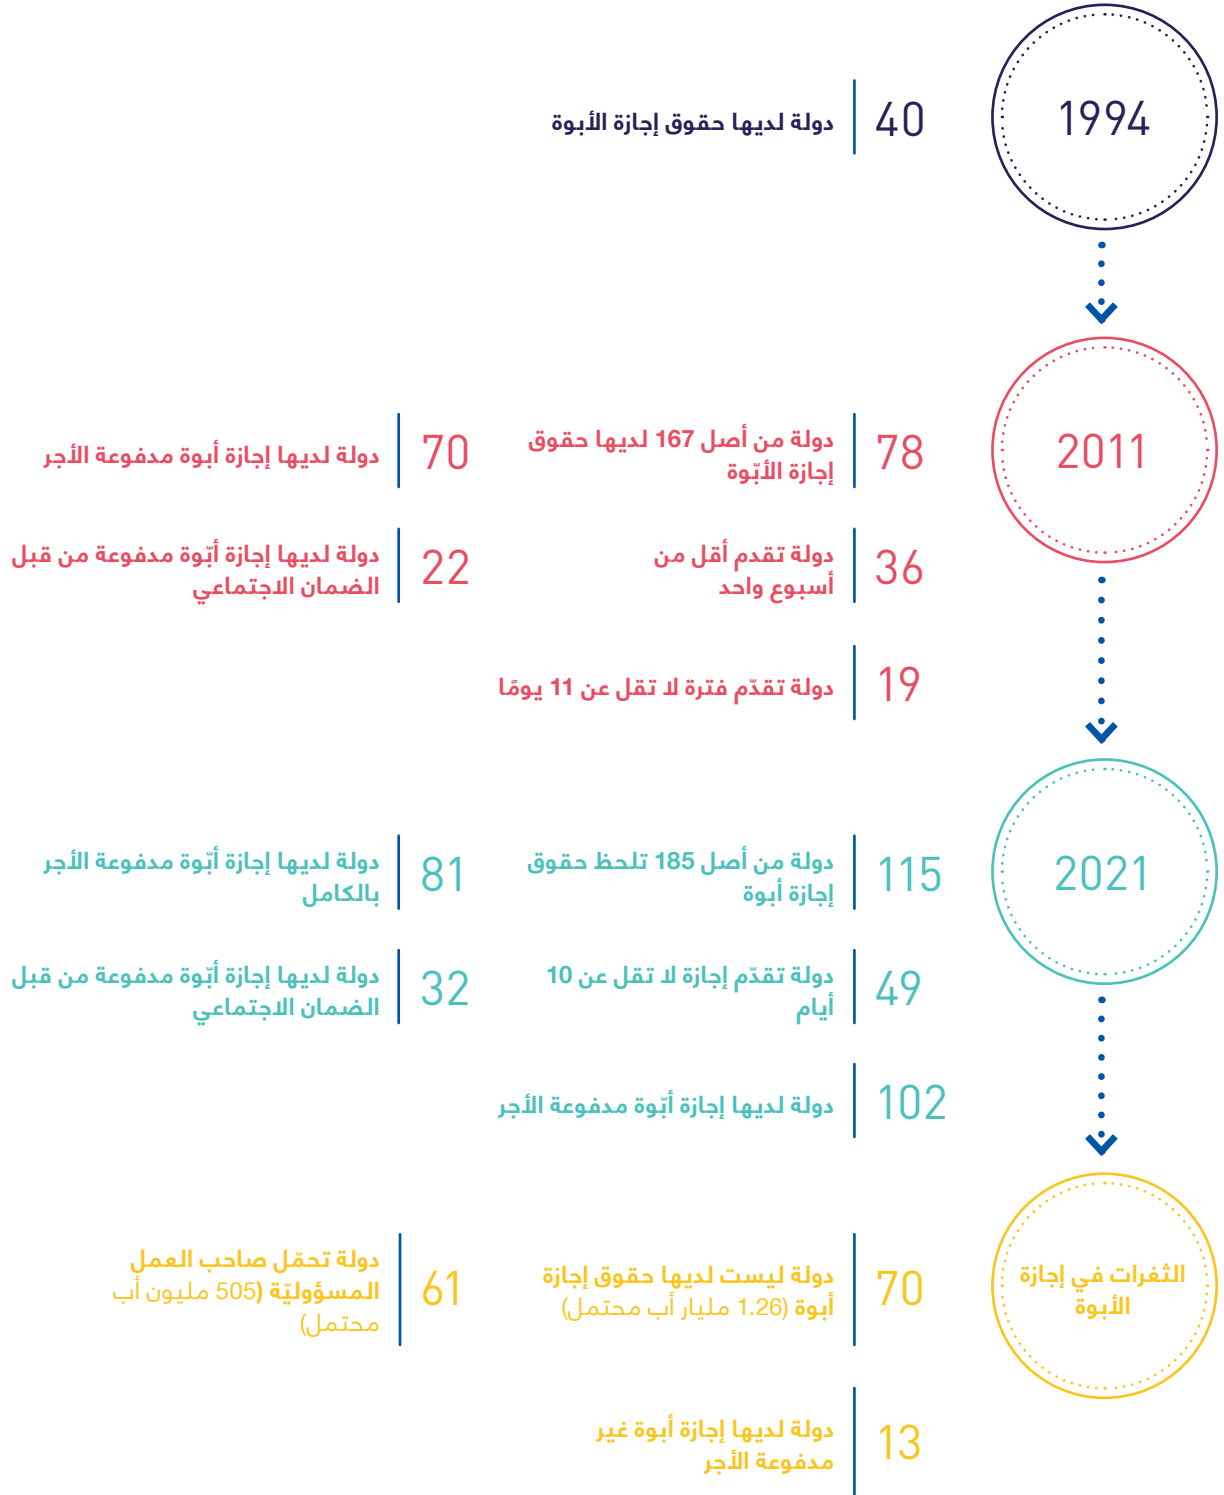 1994
40
دولة لديها حقوق إجازة الأبوة
2011
78
دولة من أصل 167 لديها حقوق
إجازة الأبّوة
70
دولة لديها إجازة أبوة مدفوعة الأجر
36
دولة تقدم أقل من
أسبوع واحد
22
دولة لديها إجازة أبّوة مدفوعة من قبل
الضمان الاجتماعي
19
دولة تقدّم فترة لا تقل عن 11 يومًا
2021
115
دولة من أصل 185 تلحظ حقوق
إجازة أبوة
81
دولة لديها إجازة أبّوة مدفوعة الأجر
بالكامل
49
دولة تقدّم إجازة لا تقل عن 10
أيام
32
دولة لديها إجازة أبّوة مدفوعة من قبل
الضمان الاجتماعي
102
دولة لديها إجازة أبّوة مدفوعة الأجر
الثغرات في إجازة
الأبوة
70
دولة ليست لديها حقوق إجازة
أبوة (1.26 مليار أب محتمل)
61
دولة تحمّل صاحب العمل
المسؤوليّة (505 مليون أب
محتمل)
13
دولة لديها إجازة أبوة غير
مدفوعة الأجر